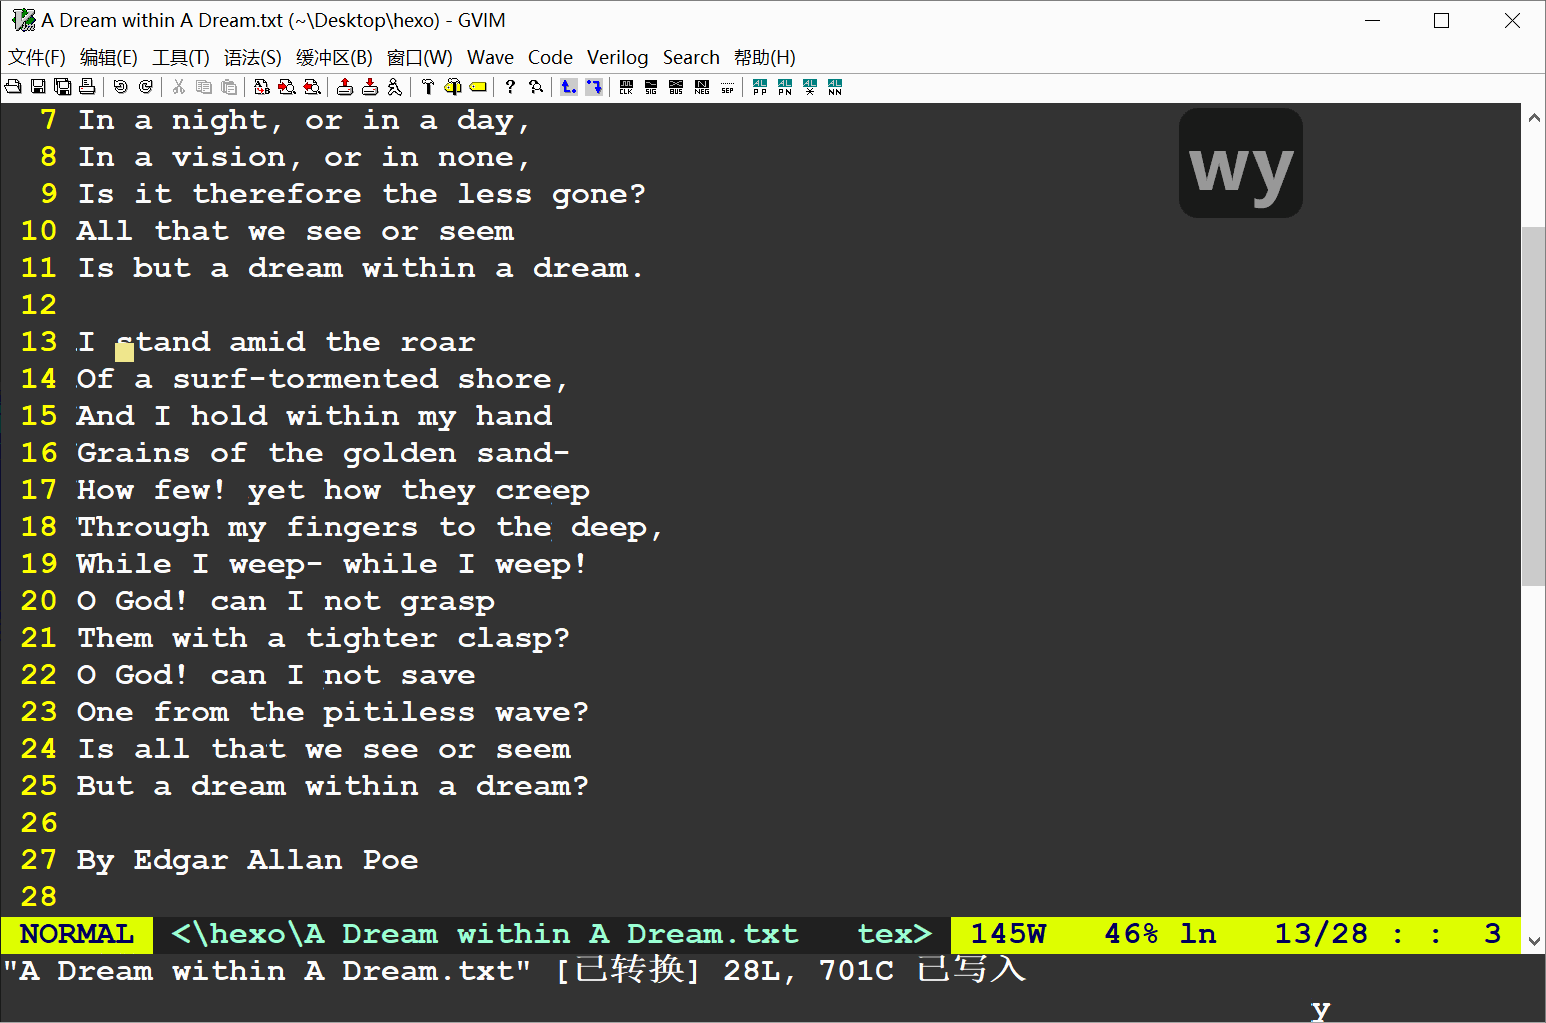 A Dream within A Dream.txt (~\Desktop\hexo) - GVIM
文件(F) 编辑(E) 工具(T) 语法(S) 缓冲区(B) 窗口(W) Wave Code Verilog Search 帮助(H)
CLK SIG BUS NEG SEP PP PN NN
7 In a night, or in a day,
wy
8 In a vision, or in none,
9 Is it therefore the less gone?
10 All that we see or seem
11 Is but a dream within a dream.
12
13 I stand amid the roar
14 Of a surf-tormented shore,
15 And I hold within my hand
16 Grains of the golden sand-
17 How few! yet how they creep
18 Through my fingers to the deep,
19 While I weep- while I weep!
20 O God! can I not grasp
21 Them with a tighter clasp?
22 O God! can I not save
23 One from the pitiless wave?
24 Is all that we see or seem
25 But a dream within a dream?
26
27 By Edgar Allan Poe
28
NORMAL <\hexo\A Dream within A Dream.txt tex> 145W 46% ln 13/28 : : 3
"A Dream within A Dream.txt" [已转换] 28L, 701C 已写入
y